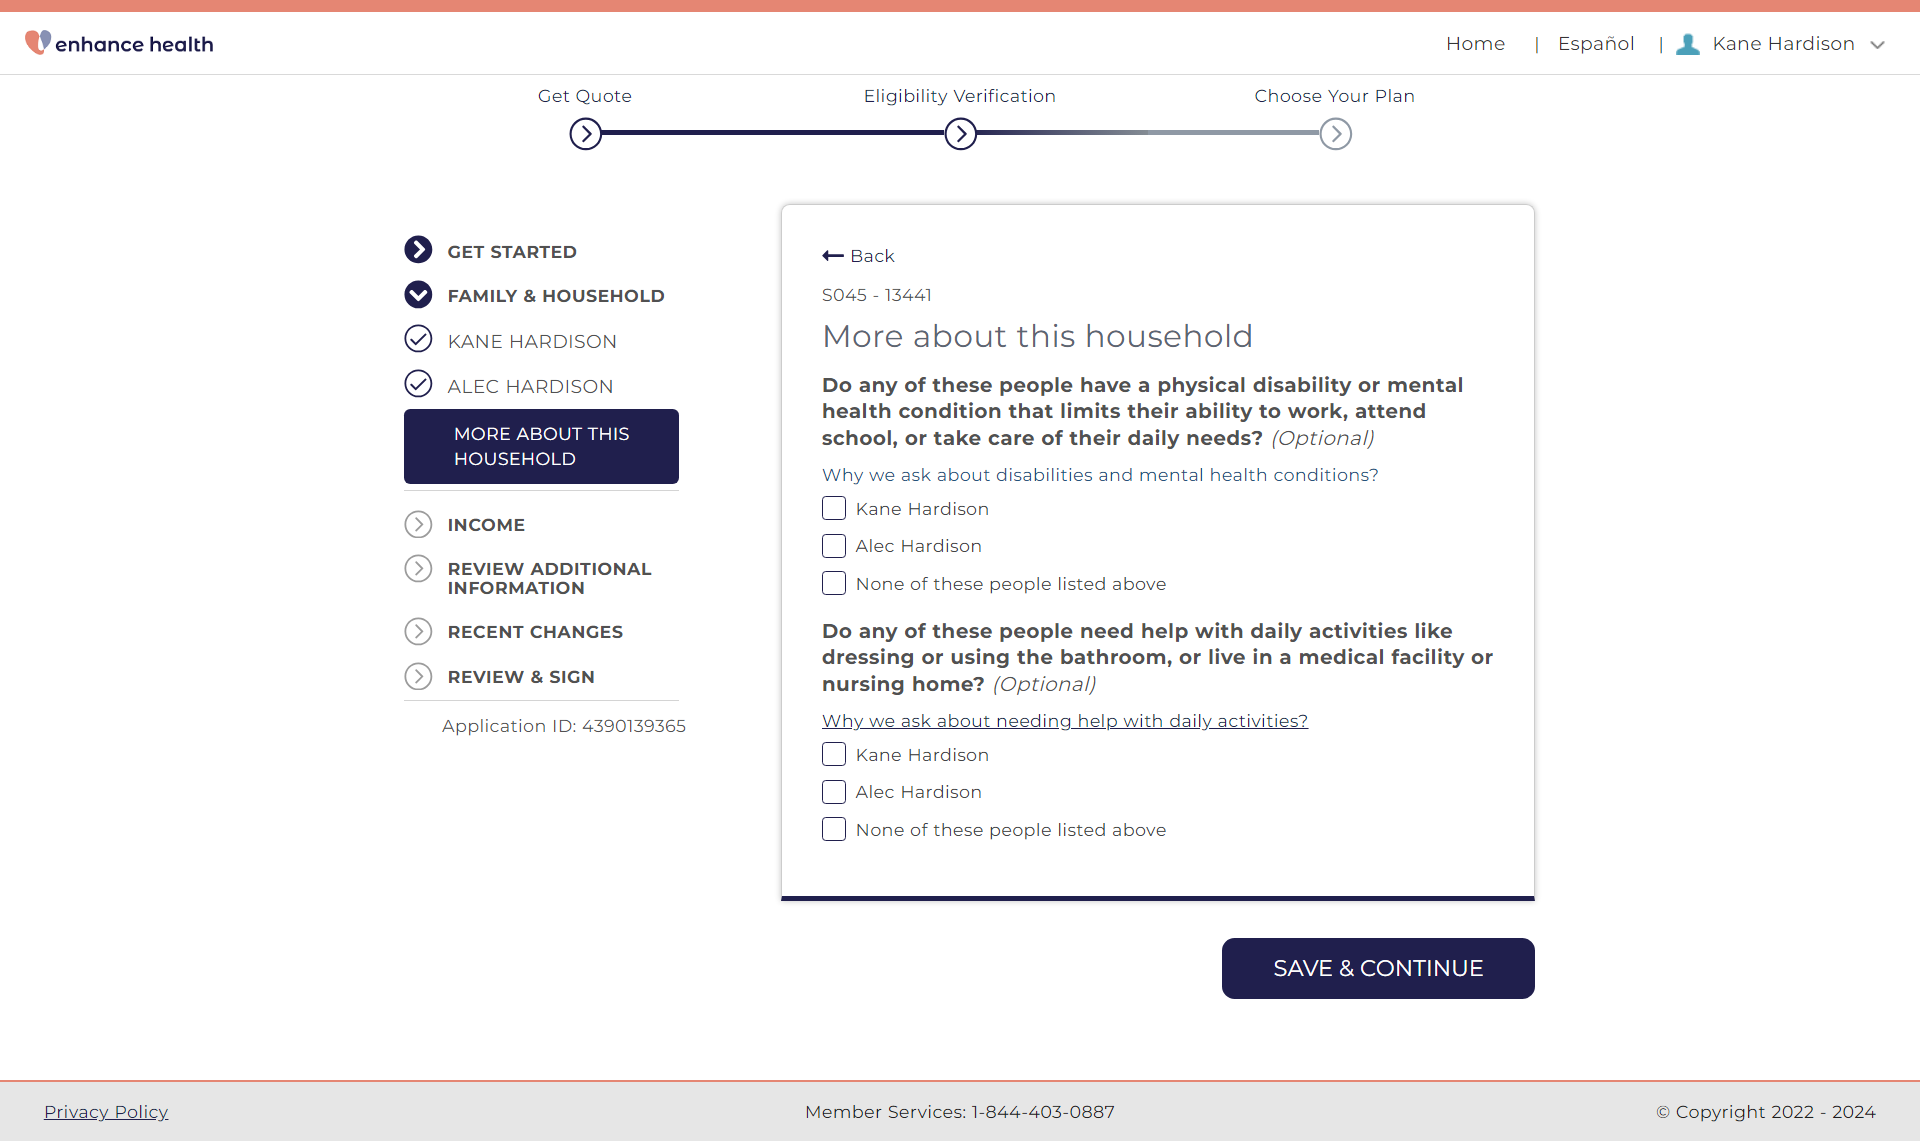 enhance health
Home | Español | Kane Hardison
Get Quote
Eligibility Verification
Choose Your Plan
GET STARTED
FAMILY & HOUSEHOLD
KANE HARDISON
ALEC HARDISON
MORE ABOUT THIS
HOUSEHOLD
INCOME
REVIEW ADDITIONAL
INFORMATION
RECENT CHANGES
REVIEW & SIGN
Application ID: 4390139365
Back
S045 - 13441
More about this household
Do any of these people have a physical disability or mental
health condition that limits their ability to work, attend
school, or take care of their daily needs? (Optional)
Why we ask about disabilities and mental health conditions?
Kane Hardison
Alec Hardison
None of these people listed above
Do any of these people need help with daily activities like
dressing or using the bathroom, or live in a medical facility or
nursing home? (Optional)
Why we ask about needing help with daily activities?
Kane Hardison
Alec Hardison
None of these people listed above
SAVE & CONTINUE
Privacy Policy
Member Services: 1-844-403-0887
© Copyright 2022 - 2024